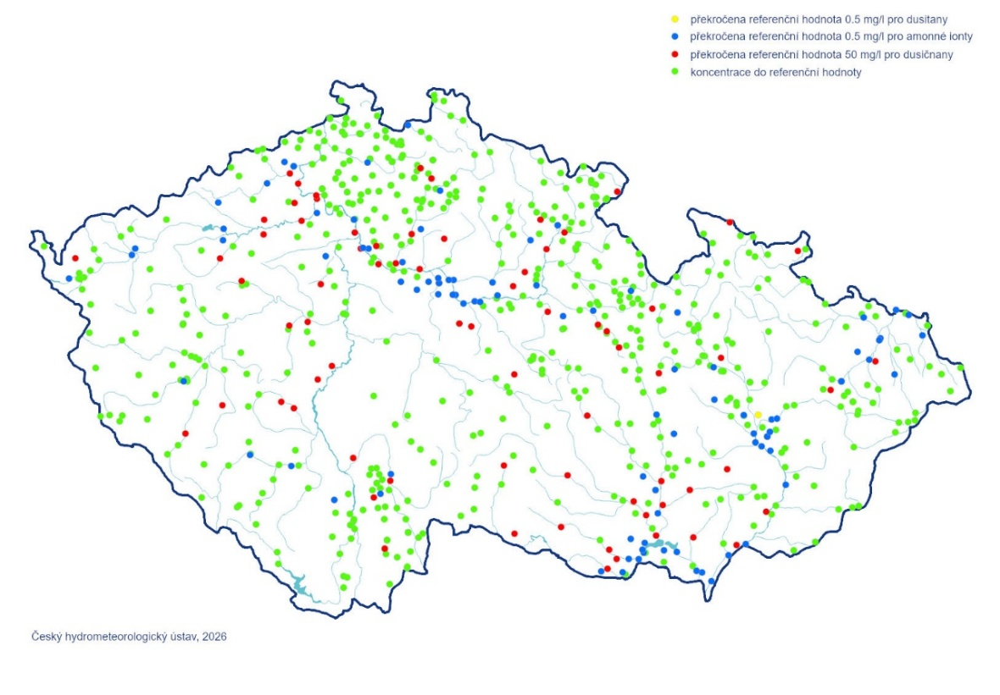 překročena referenční hodnota 0.5 mg/l pro dusitany
překročena referenční hodnota 0.5 mg/l pro amonné ionty
překročena referenční hodnota 50 mg/l pro dusičnany
koncentrace do referenční hodnoty
Český hydrometeorologický ústav, 2026